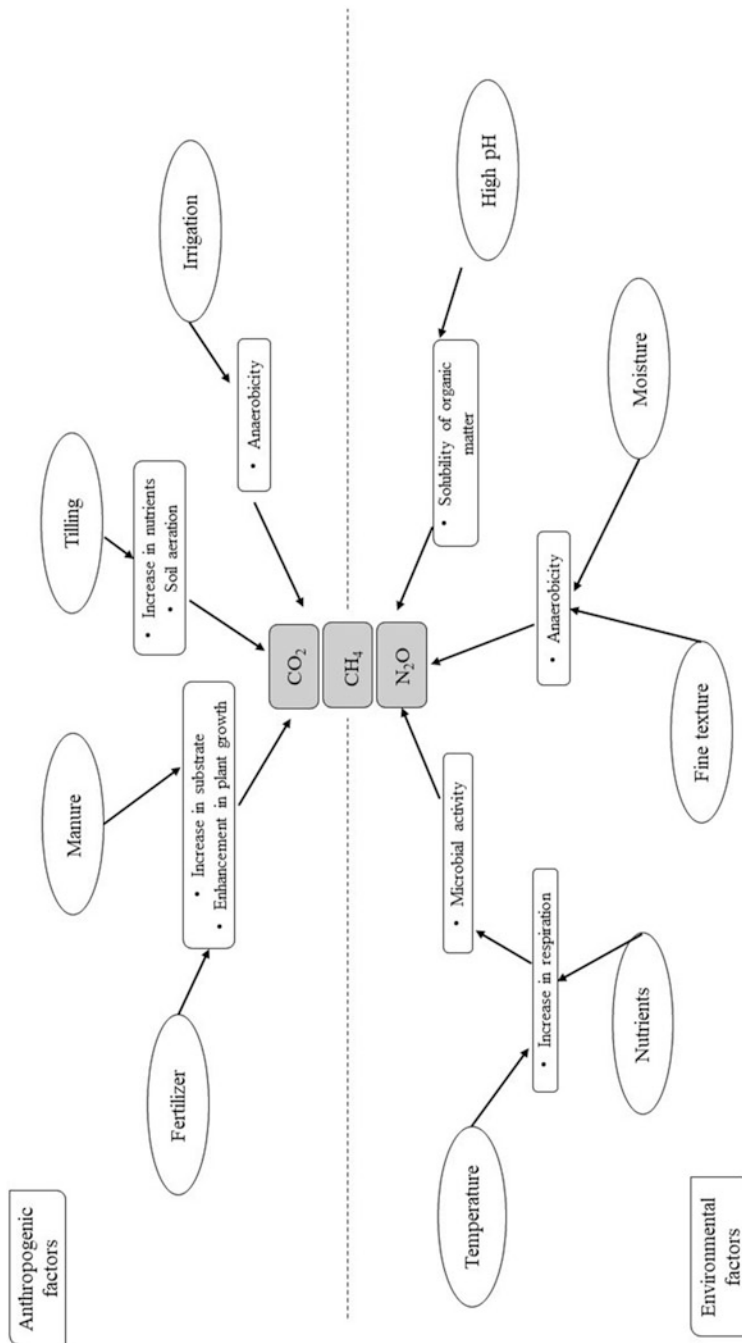 Anthropogenic
factors
Fertilizer
Manure
Tilling
Irrigation
• Increase in substrate
• Enhancement in plant growth
• Increase in nutrients
• Soil aeration
• Anaerobicity
CO₂
CH₄
N₂O
• Microbial activity
• Solubility of organic
matter
• Increase in respiration
• Anaerobicity
Temperature
High pH
Nutrients
Fine texture
Moisture
Environmental
factors